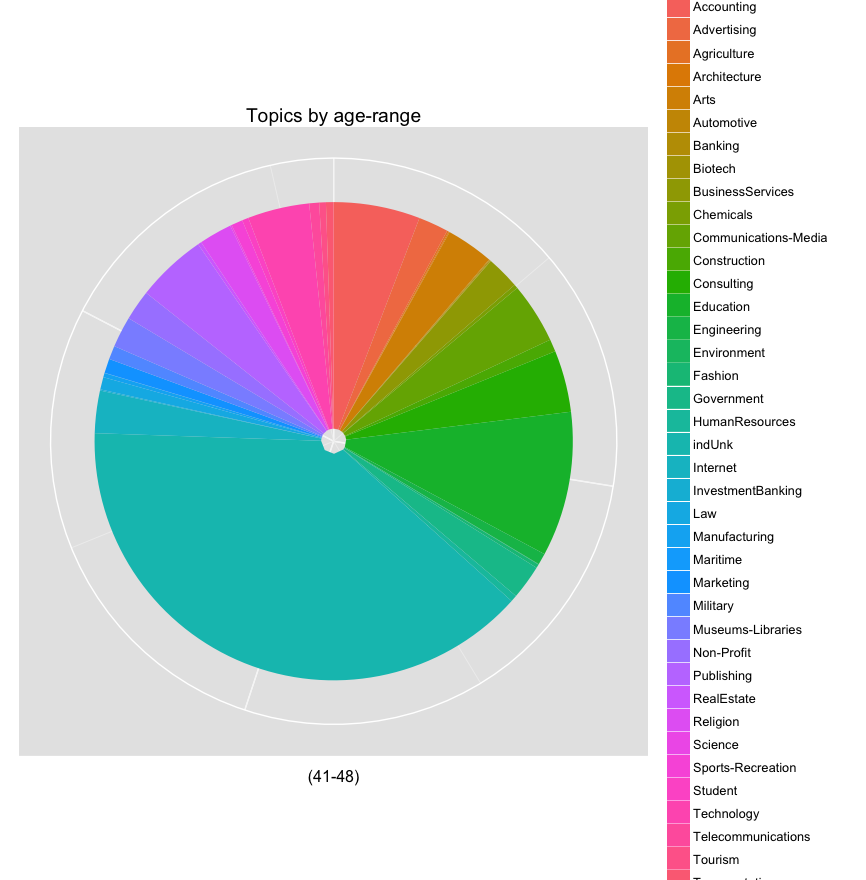 Topics by age-range
(41-48)
Accounting
Advertising
Agriculture
Architecture
Arts
Automotive
Banking
Biotech
BusinessServices
Chemicals
Communications-Media
Construction
Consulting
Education
Engineering
Environment
Fashion
Government
HumanResources
indUnk
Internet
InvestmentBanking
Law
Manufacturing
Maritime
Marketing
Military
Museums-Libraries
Non-Profit
Publishing
RealEstate
Religion
Science
Sports-Recreation
Student
Technology
Telecommunications
Tourism